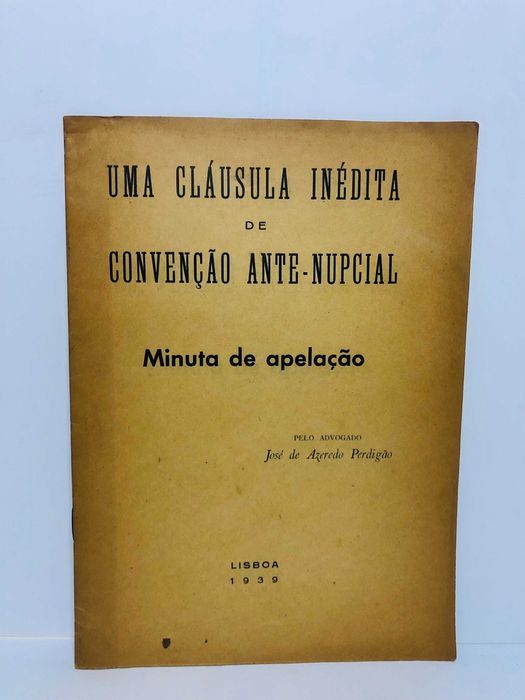 UMA CLÁUSULA INÉDITA
DE
CONVENÇÃO ANTE-NUPCIAL
Minuta de apelação
PELO ADVOGADO
José de Azeredo Perdigão
LISBOA
1939